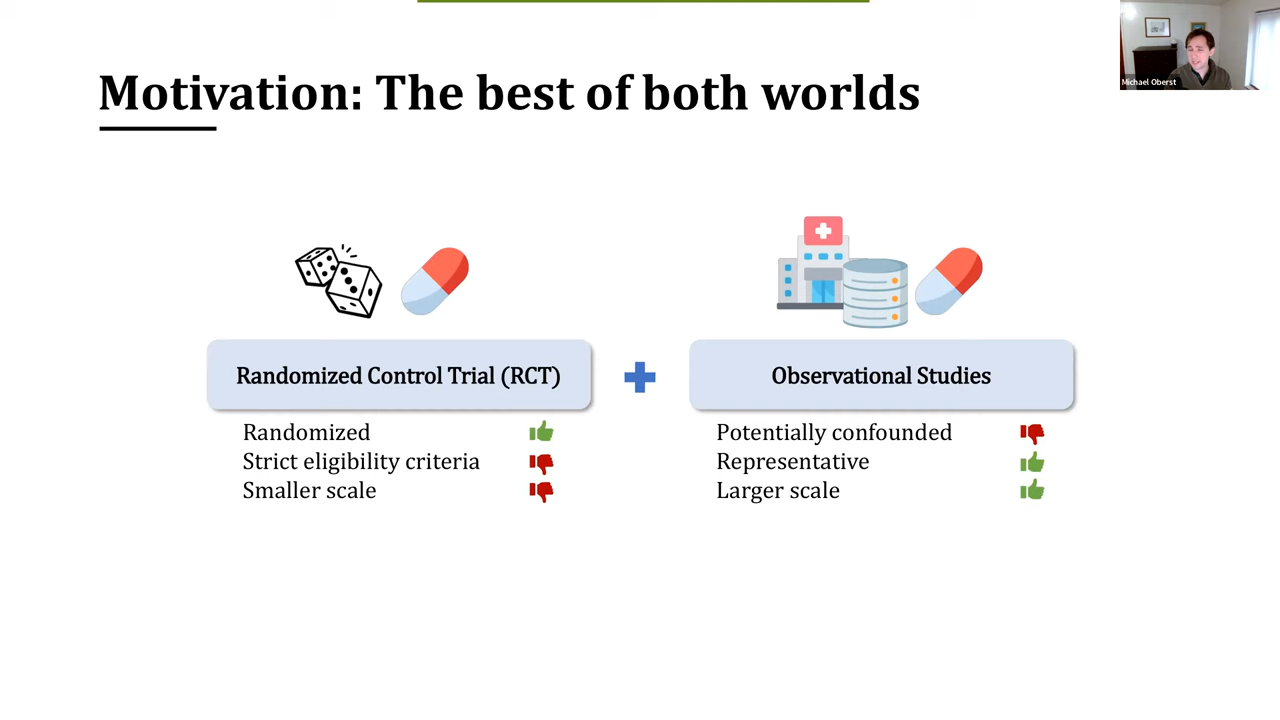 Motivation: The best of both worlds
Michael Oberst
Randomized Control Trial (RCT)
Randomized
Strict eligibility criteria
Smaller scale
Observational Studies
Potentially confounded
Representative
Larger scale